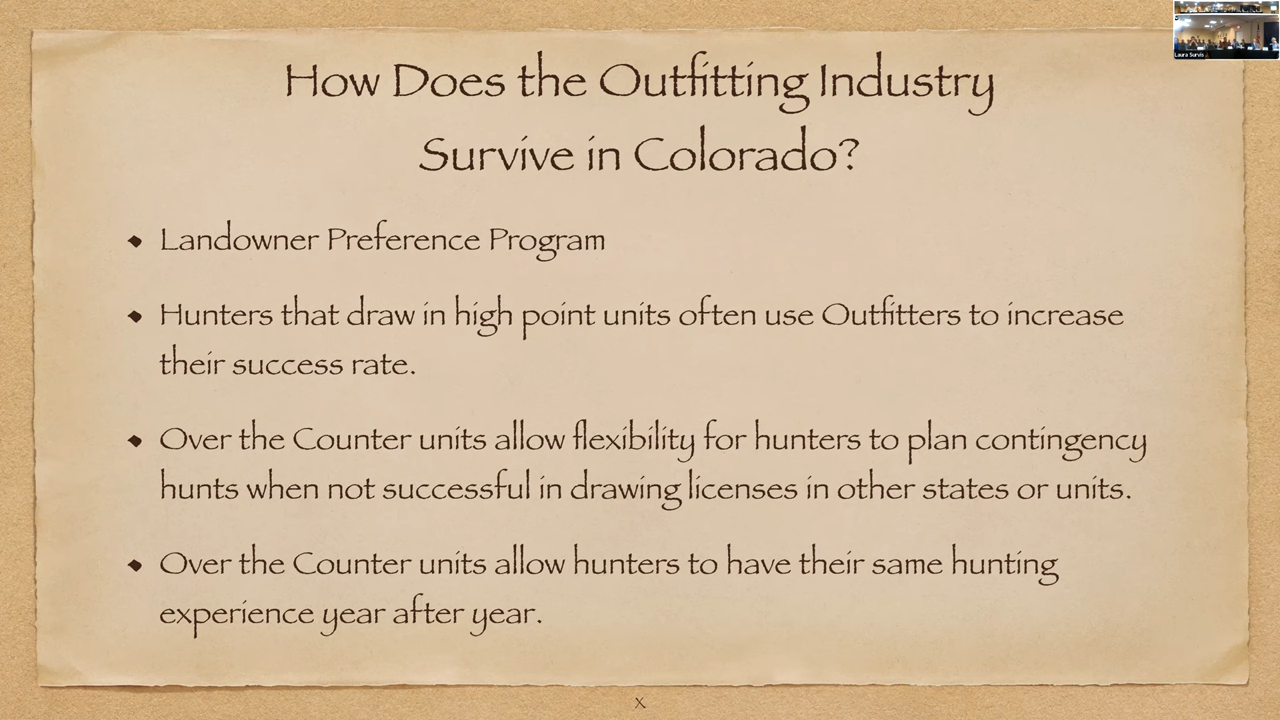 How Does the Outfitting Industry
Survive in Colorado?
Landowner Preference Program
Hunters that draw in high point units often use Outfitters to increase
their success rate.
Over the Counter units allow flexibility for hunters to plan contingency
hunts when not successful in drawing licenses in other states or units.
Over the Counter units allow hunters to have their same hunting
experience year after year.
x
Laura Survis